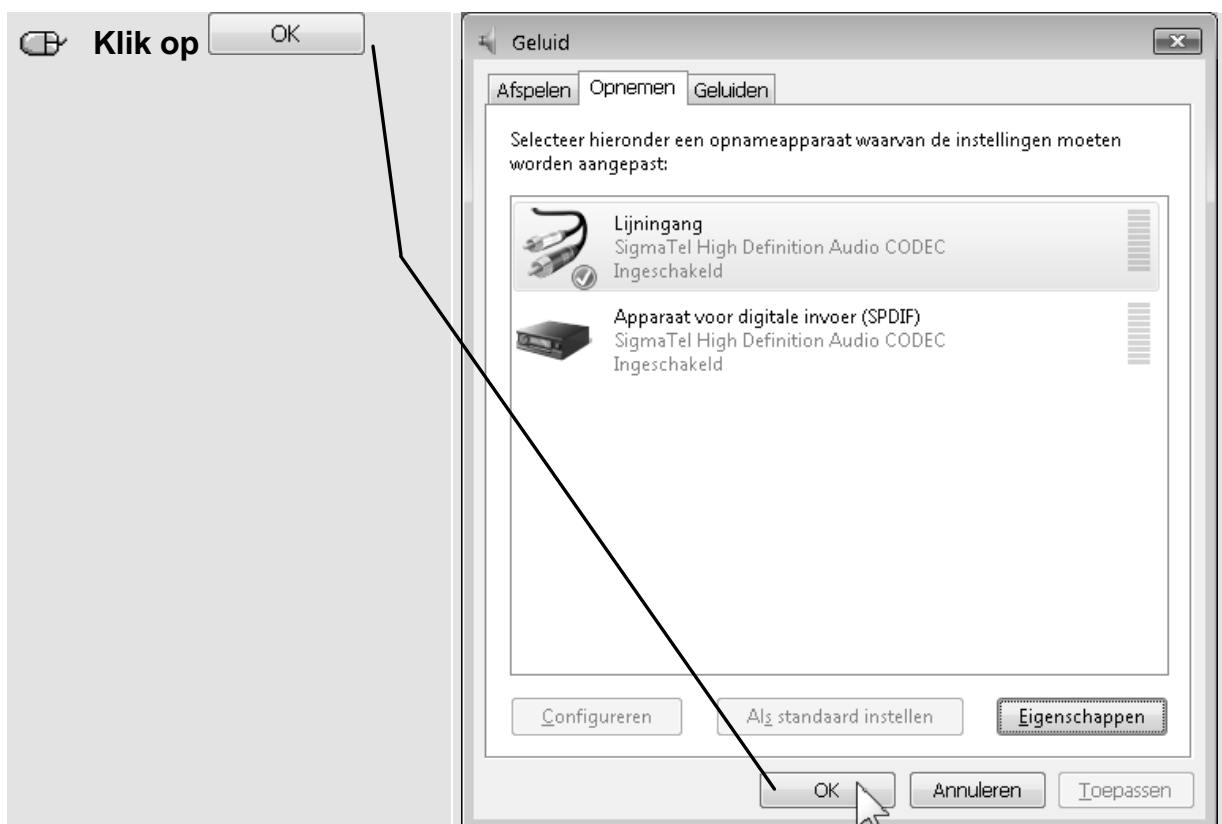 Klik op OK
Geluid
Afspelen Opnemen Geluiden
Selecteer hieronder een opnameapparaat waarvan de instellingen moeten
worden aangepast:
Lijningang
SigmaTel High Definition Audio CODEC
Ingeschakeld
Apparaat voor digitale invoer (SPDIF)
SigmaTel High Definition Audio CODEC
Ingeschakeld
Configureren Als standaard instellen Eigenschappen
OK Annuleren Toepassen